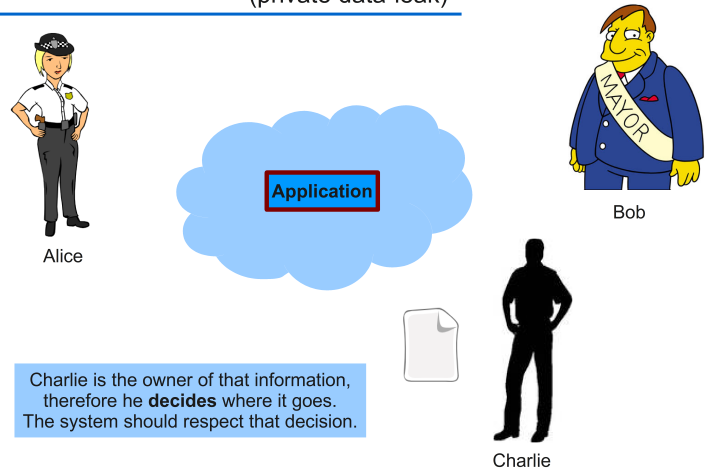 (private data leak)
MAYOR
Application
Bob
Alice
Charlie is the owner of that information,
therefore he decides where it goes.
The system should respect that decision.
Charlie